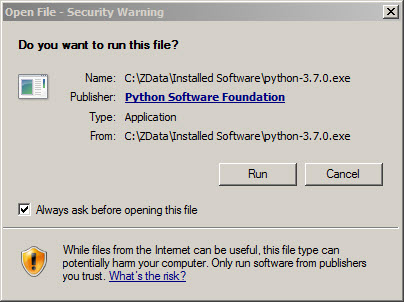 Open File - Security Warning
Do you want to run this file?
Name: C:\ZData\Installed Software\python-3.7.0.exe
Publisher: Python Software Foundation
Type: Application
From: C:\ZData\Installed Software\python-3.7.0.exe
Run Cancel
Always ask before opening this file
While files from the Internet can be useful, this file type can
potentially harm your computer. Only run software from publishers
you trust. What's the risk?